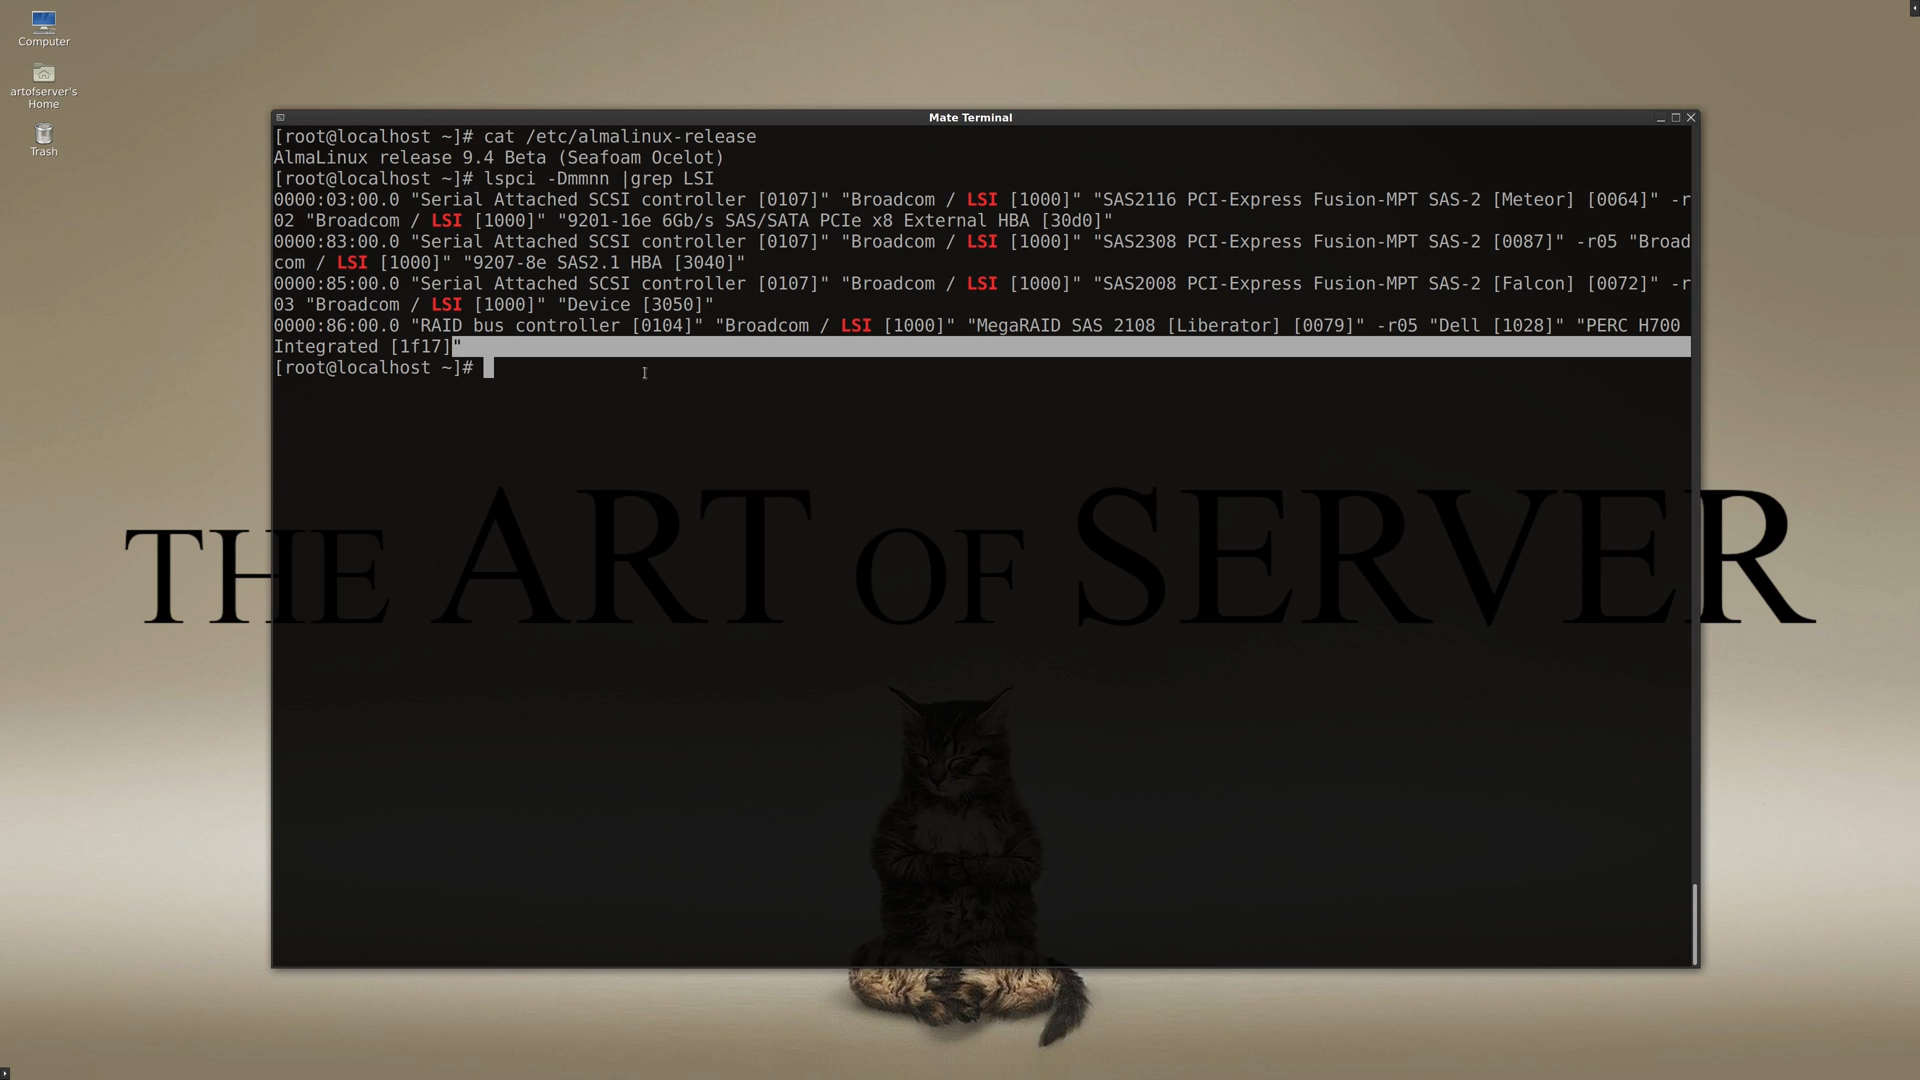 Computer
artofserver's
Home
Trash
Mate Terminal
[root@localhost ~]# cat /etc/almalinux-release
AlmaLinux release 9.4 Beta (Seafoam Ocelot)
[root@localhost ~]# lspci -Dmmnn |grep LSI
0000:03:00.0 "Serial Attached SCSI controller [0107]" "Broadcom / LSI [1000]" "SAS2116 PCI-Express Fusion-MPT SAS-2 [Meteor] [0064]" -r
02 "Broadcom / LSI [1000]" "9201-16e 6Gb/s SAS/SATA PCIe x8 External HBA [30d0]"
0000:83:00.0 "Serial Attached SCSI controller [0107]" "Broadcom / LSI [1000]" "SAS2308 PCI-Express Fusion-MPT SAS-2 [0087]" -r05 "Broad
com / LSI [1000]" "9207-8e SAS2.1 HBA [3040]"
0000:85:00.0 "Serial Attached SCSI controller [0107]" "Broadcom / LSI [1000]" "SAS2008 PCI-Express Fusion-MPT SAS-2 [Falcon] [0072]" -r
03 "Broadcom / LSI [1000]" "Device [3050]"
0000:86:00.0 "RAID bus controller [0104]" "Broadcom / LSI [1000]" "MegaRAID SAS 2108 [Liberator] [0079]" -r05 "Dell [1028]" "PERC H700
Integrated [1f17]"
[root@localhost ~]#
THE ART OF SERVER